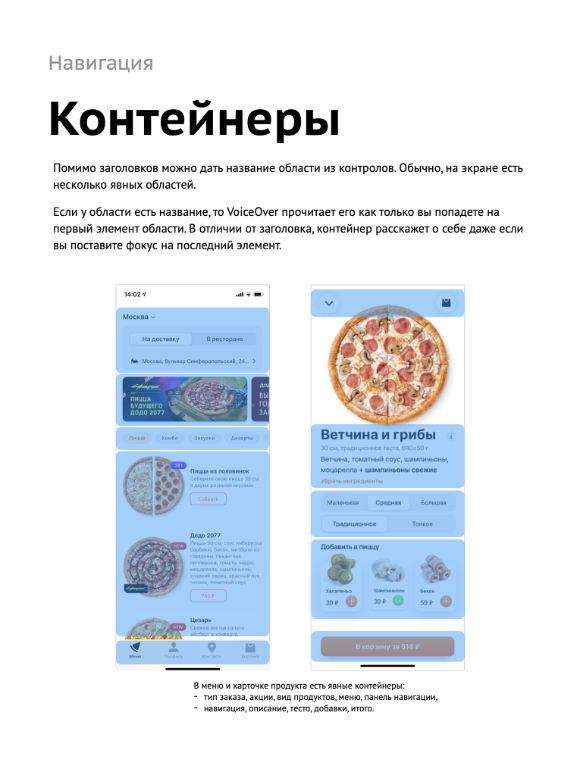 Навигация
Контейнеры
Помимо заголовков можно дать название области из контролов. Обычно, на экране есть
несколько явных областей.
Если у области есть название, то VoiceOver прочитает его как только вы попадете на
первый элемент области. В отличии от заголовка, контейнер расскажет о себе даже если
вы поставите фокус на последний элемент.
14:02
Москва
На доставку В ресторане
Москва, бульвар Симферопольский, 24...
ПИЦЦА
БУДУЩЕГО
ДОДО 2077
Пицца Комбо Закуски Десерты
Пицца из половинок
Соберите свою пиццу 35 см
с двумя разными вкусами
Собрать
Додо 2077
NEW
Цезарь
NEW
Свежие листья салата
Меню Профиль Контакты Корзина
Ветчина и грибы
30 см, традиционное тесто, 640±50 г
Ветчина, томатный соус, шампиньоны,
моцарелла + шампиньоны свежие
Убрать ингредиенты
Маленькая Средняя Большая
Традиционное Тонкое
Добавить в пиццу
Халапеньо Шампиньоны Бекон
39 ₽ 39 ₽ 59 ₽
В корзину за 514 ₽
В меню и карточке продукта есть явные контейнеры:
- тип заказа, акции, вид продуктов, меню, панель навигации,
- навигация, описание, тесто, добавки, итого.